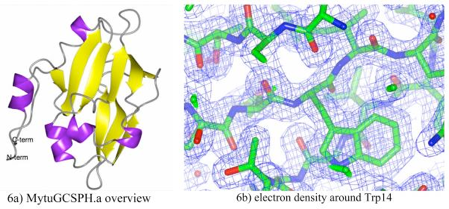 C-term
N-term
6a) MytuGCSPH.a overview
6b) electron density around Trp14